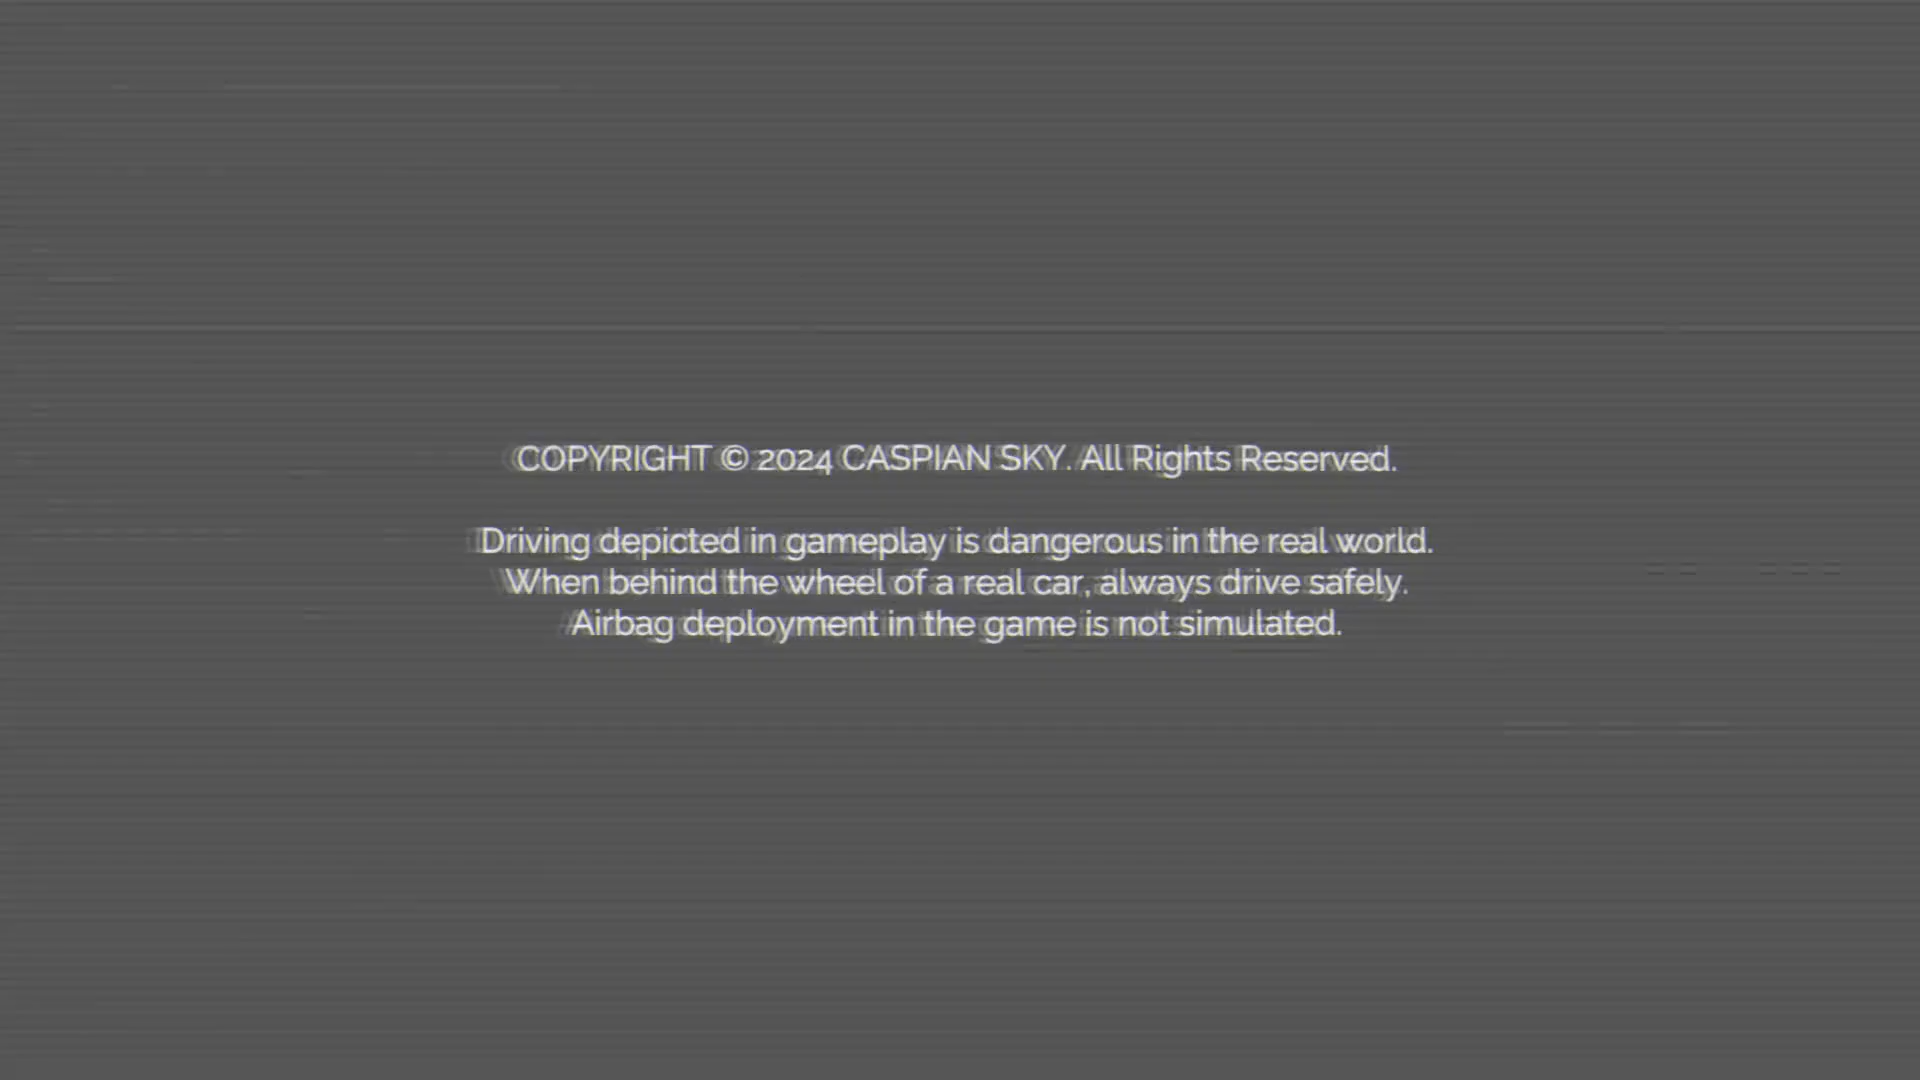 COPYRIGHT © 2024 CASPIAN SKY. All Rights Reserved.
Driving depicted in gameplay is dangerous in the real world.
When behind the wheel of a real car, always drive safely.
Airbag deployment in the game is not simulated.